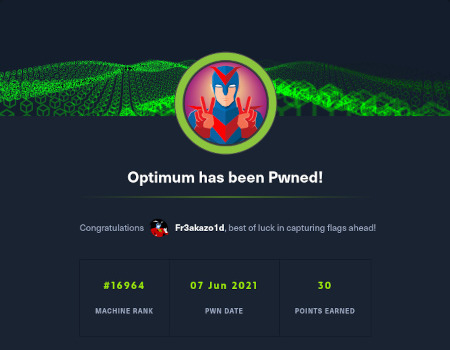 Optimum has been Pwned!
Congratulations Fr3akazo1d, best of luck in capturing flags ahead!
#16964 07 Jun 2021 30
MACHINE RANK PWN DATE POINTS EARNED